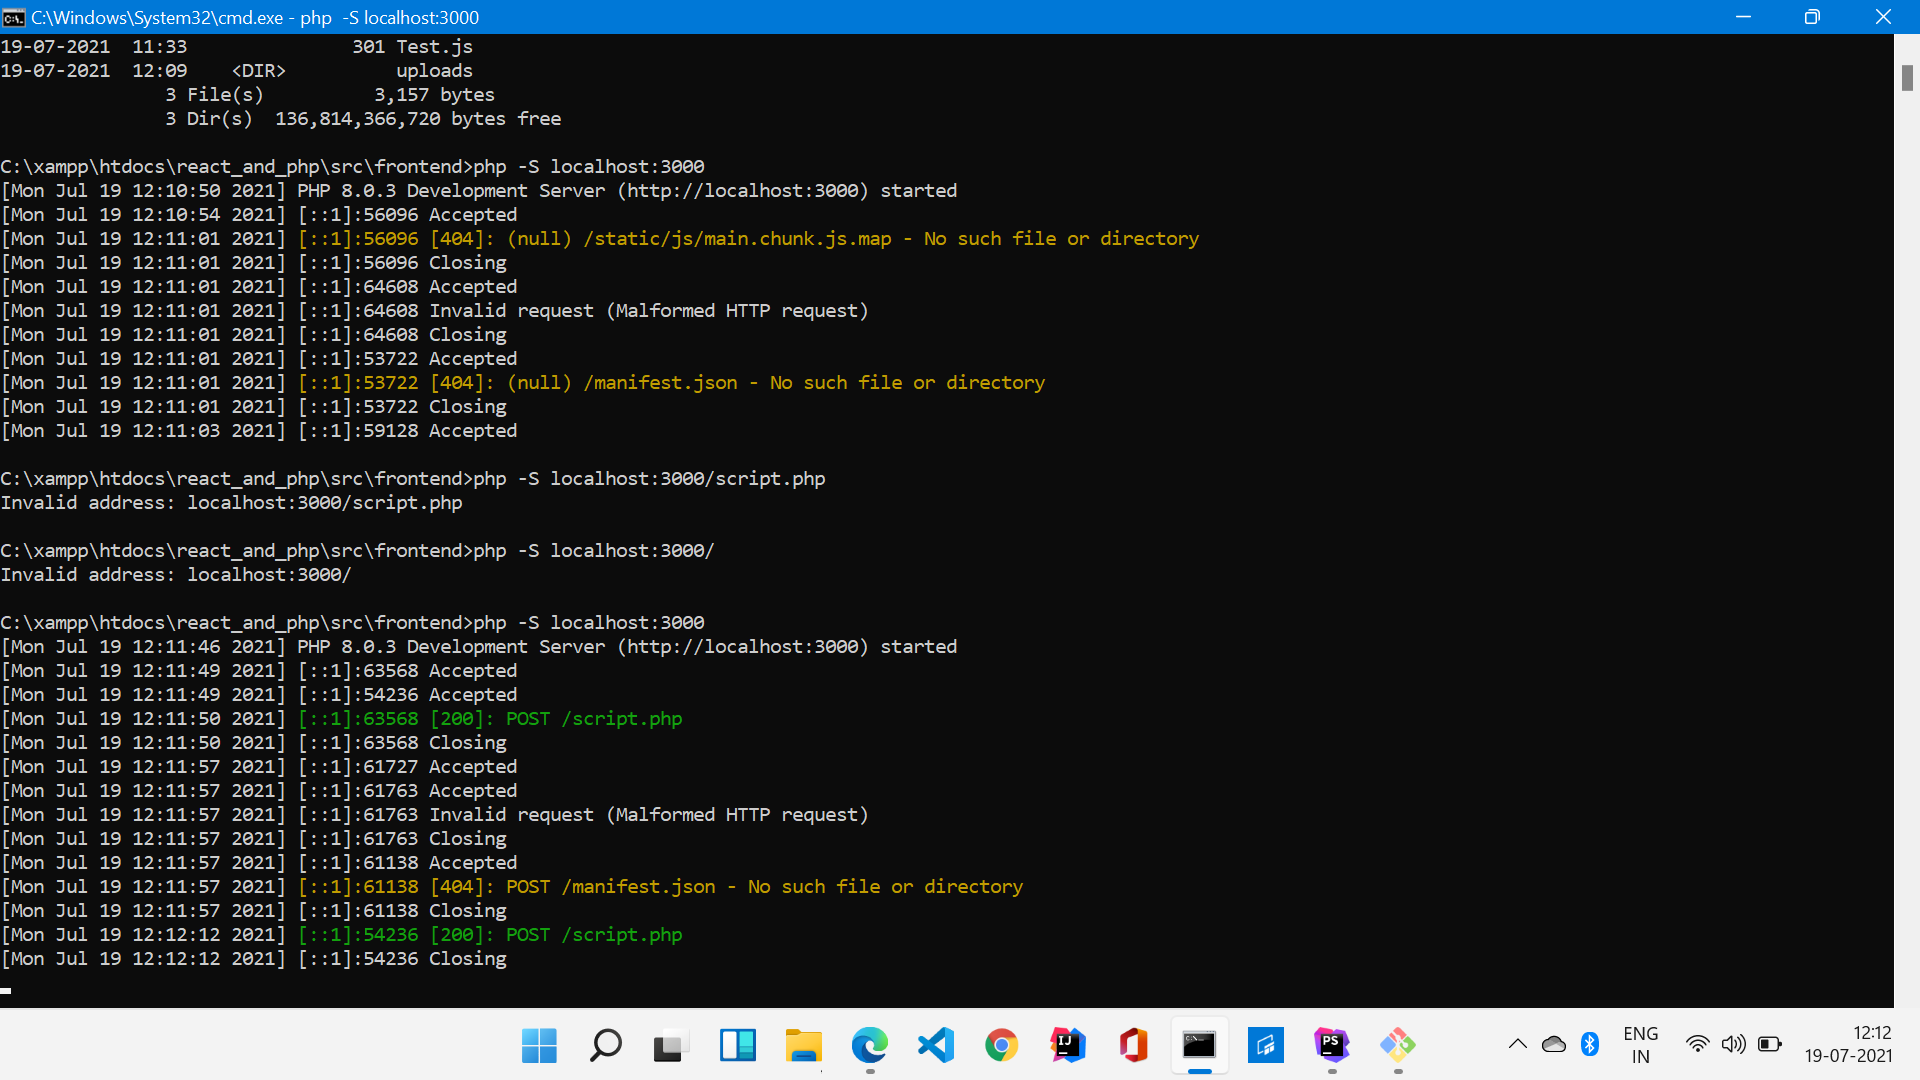 C:\Windows\System32\cmd.exe - php  -S localhost:3000
19-07-2021  11:33               301 Test.js
19-07-2021  12:09    <DIR>          uploads
               3 File(s)          3,157 bytes
               3 Dir(s)  136,814,366,720 bytes free
C:\xampp\htdocs\react_and_php\src\frontend>php -S localhost:3000
[Mon Jul 19 12:10:50 2021] PHP 8.0.3 Development Server (http://localhost:3000) started
[Mon Jul 19 12:10:54 2021] [::1]:56096 Accepted
[Mon Jul 19 12:11:01 2021] [::1]:56096 [404]: (null) /static/js/main.chunk.js.map - No such file or directory
[Mon Jul 19 12:11:01 2021] [::1]:56096 Closing
[Mon Jul 19 12:11:01 2021] [::1]:64608 Accepted
[Mon Jul 19 12:11:01 2021] [::1]:64608 Invalid request (Malformed HTTP request)
[Mon Jul 19 12:11:01 2021] [::1]:64608 Closing
[Mon Jul 19 12:11:01 2021] [::1]:53722 Accepted
[Mon Jul 19 12:11:01 2021] [::1]:53722 [404]: (null) /manifest.json - No such file or directory
[Mon Jul 19 12:11:01 2021] [::1]:53722 Closing
[Mon Jul 19 12:11:03 2021] [::1]:59128 Accepted
C:\xampp\htdocs\react_and_php\src\frontend>php -S localhost:3000/script.php
Invalid address: localhost:3000/script.php
C:\xampp\htdocs\react_and_php\src\frontend>php -S localhost:3000/
Invalid address: localhost:3000/
C:\xampp\htdocs\react_and_php\src\frontend>php -S localhost:3000
[Mon Jul 19 12:11:46 2021] PHP 8.0.3 Development Server (http://localhost:3000) started
[Mon Jul 19 12:11:49 2021] [::1]:63568 Accepted
[Mon Jul 19 12:11:49 2021] [::1]:54236 Accepted
[Mon Jul 19 12:11:50 2021] [::1]:63568 [200]: POST /script.php
[Mon Jul 19 12:11:50 2021] [::1]:63568 Closing
[Mon Jul 19 12:11:57 2021] [::1]:61727 Accepted
[Mon Jul 19 12:11:57 2021] [::1]:61763 Accepted
[Mon Jul 19 12:11:57 2021] [::1]:61763 Invalid request (Malformed HTTP request)
[Mon Jul 19 12:11:57 2021] [::1]:61763 Closing
[Mon Jul 19 12:11:57 2021] [::1]:61138 Accepted
[Mon Jul 19 12:11:57 2021] [::1]:61138 [404]: POST /manifest.json - No such file or directory
[Mon Jul 19 12:11:57 2021] [::1]:61138 Closing
[Mon Jul 19 12:12:12 2021] [::1]:54236 [200]: POST /script.php
[Mon Jul 19 12:12:12 2021] [::1]:54236 Closing
IJ
C:\.
PS
ENG
IN
12:12
19-07-2021